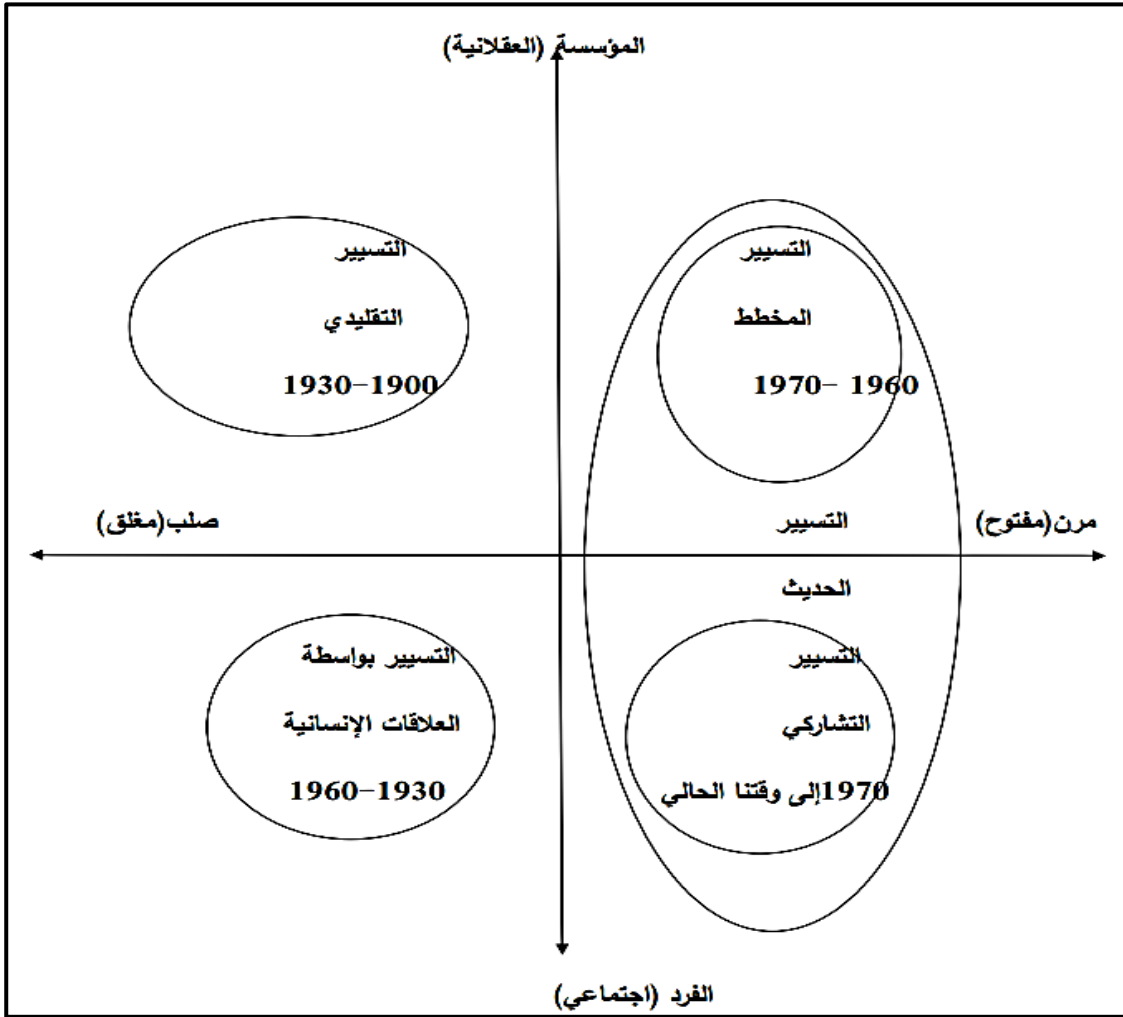 المؤسسة (العقلانية)
التسيير
المخطط
1960 -1970
التسيير
التقليدي
1900-1930
مرن(مفتوح)
التسيير
الحديث
صلب(مغلق)
التسيير
التشاركي
1970إلى وقتنا الحالي
التسيير بواسطة
العلاقات الإنسانية
1930-1960
الفرد (اجتماعي)